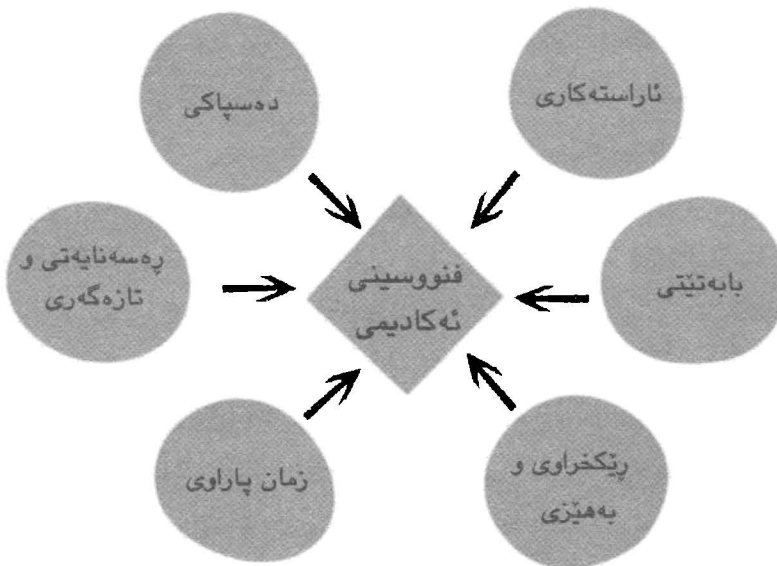 ئاراستەکاری
دەسپاکی
بابەتێتی
فنووسینی
ئەکادیمی
ڕەسەنایەتی و
تازەگەری
ڕێکخراوی و
بەهێزی
زمان پاراوی